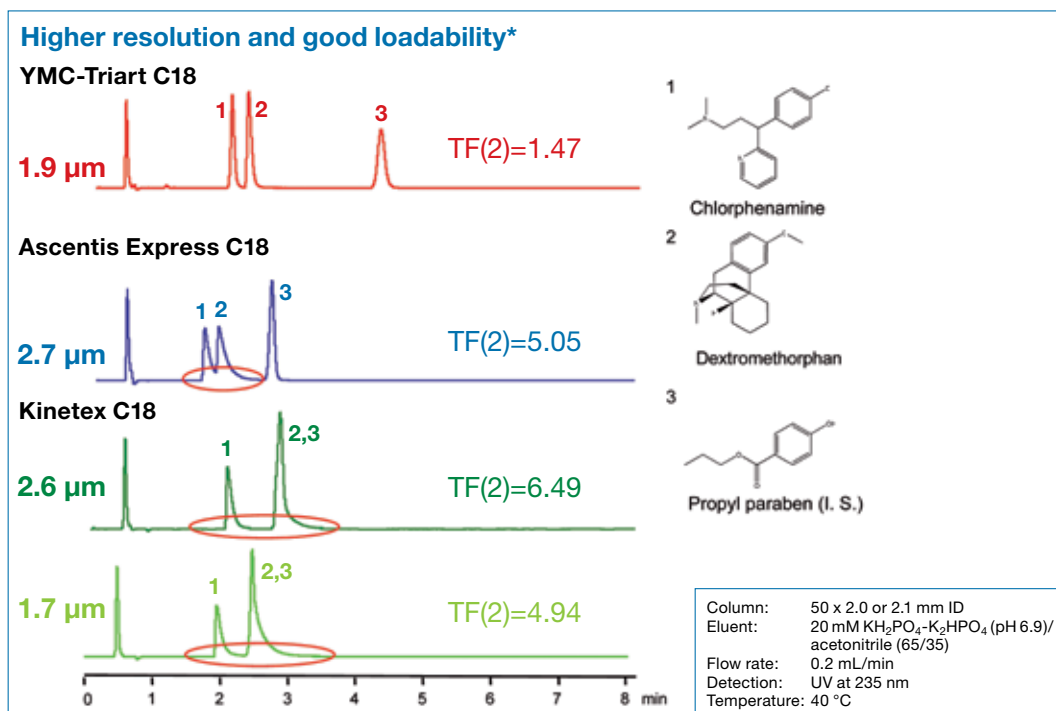 Higher resolution and good loadability*
YMC-Triart C18
1.9 µm
1
2
3
TF(2)=1.47
Ascentis Express C18
2.7 µm
1 2
3
TF(2)=5.05
Kinetex C18
2.6 µm
1
2,3
TF(2)=6.49
1.7 µm
1
2,3
TF(2)=4.94
0 1 2 3 4 5 6 7 8 min
1
Chlorphenamine
2
Dextromethorphan
3
Propyl paraben (I. S.)
Column: 50 x 2.0 or 2.1 mm ID
Eluent: 20 mM KH₂PO₄-K₂HPO₄ (pH 6.9)/
acetonitrile (65/35)
Flow rate: 0.2 mL/min
Detection: UV at 235 nm
Temperature: 40 °C